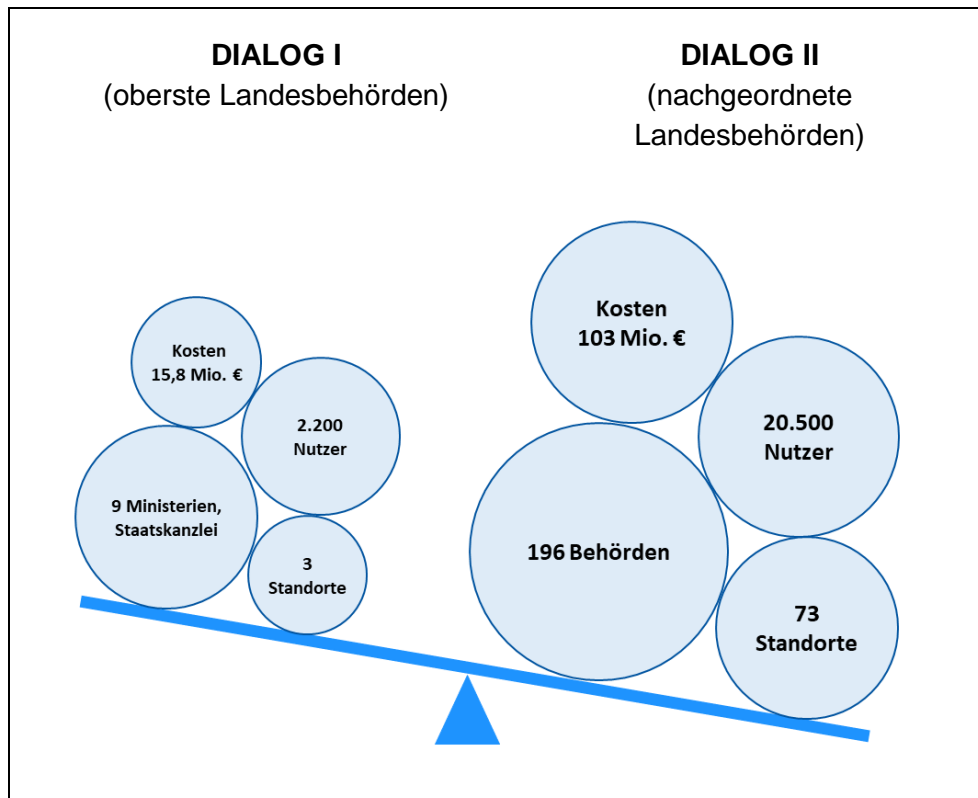 DIALOG I
(oberste Landesbehörden)
DIALOG II
(nachgeordnete
Landesbehörden)
Kosten
15,8 Mio. €
2.200
Nutzer
9 Ministerien,
Staatskanzlei
3
Standorte
Kosten
103 Mio. €
20.500
Nutzer
196 Behörden
73
Standorte